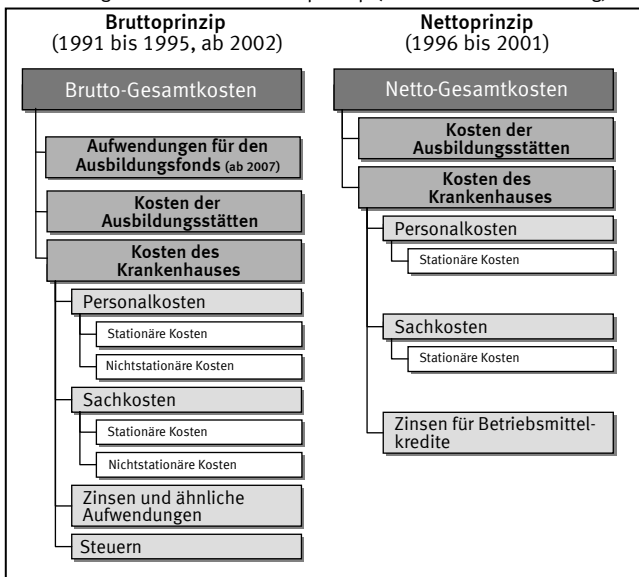 Bruttoprinzip
(1991 bis 1995, ab 2002)
Brutto-Gesamtkosten
Aufwendungen für den
Ausbildungsfonds (ab 2007)
Kosten der
Ausbildungsstätten
Kosten des
Krankenhauses
Personalkosten
Stationäre Kosten
Nichtstationäre Kosten
Sachkosten
Stationäre Kosten
Nichtstationäre Kosten
Zinsen und ähnliche
Aufwendungen
Steuern
Nettoprinzip
(1996 bis 2001)
Netto-Gesamtkosten
Kosten der
Ausbildungsstätten
Kosten des
Krankenhauses
Personalkosten
Stationäre Kosten
Sachkosten
Stationäre Kosten
Zinsen für Betriebsmittel-
kredite